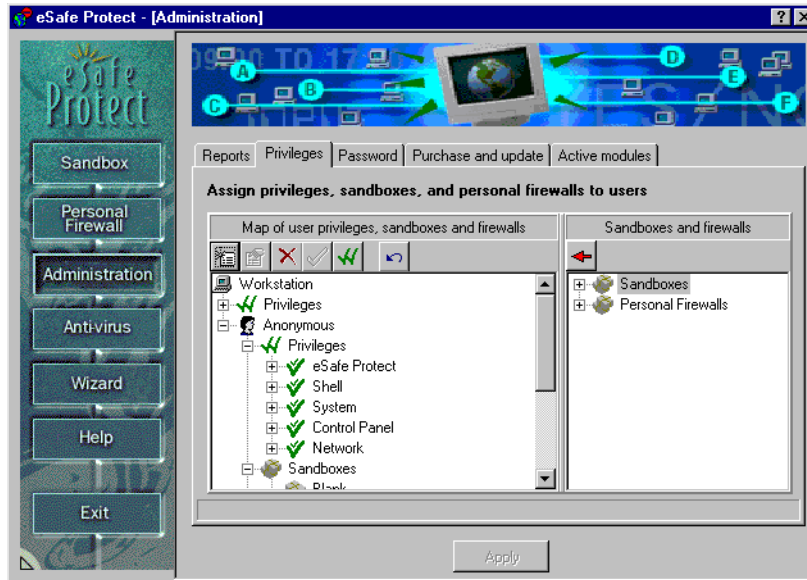 eSafe Protect - [Administration]
eSafe
Protect
Sandbox
Personal
Firewall
Administration
Anti-virus
Wizard
Help
Exit
A
B
C
D
E
F
Reports
Privileges
Password
Purchase and update
Active modules
Assign privileges, sandboxes, and personal firewalls to users
Map of user privileges, sandboxes and firewalls
Workstation
Privileges
Anonymous
Privileges
eSafe Protect
Shell
System
Control Panel
Network
Sandboxes
Blank
Sandboxes and firewalls
Sandboxes
Personal Firewalls
Apply